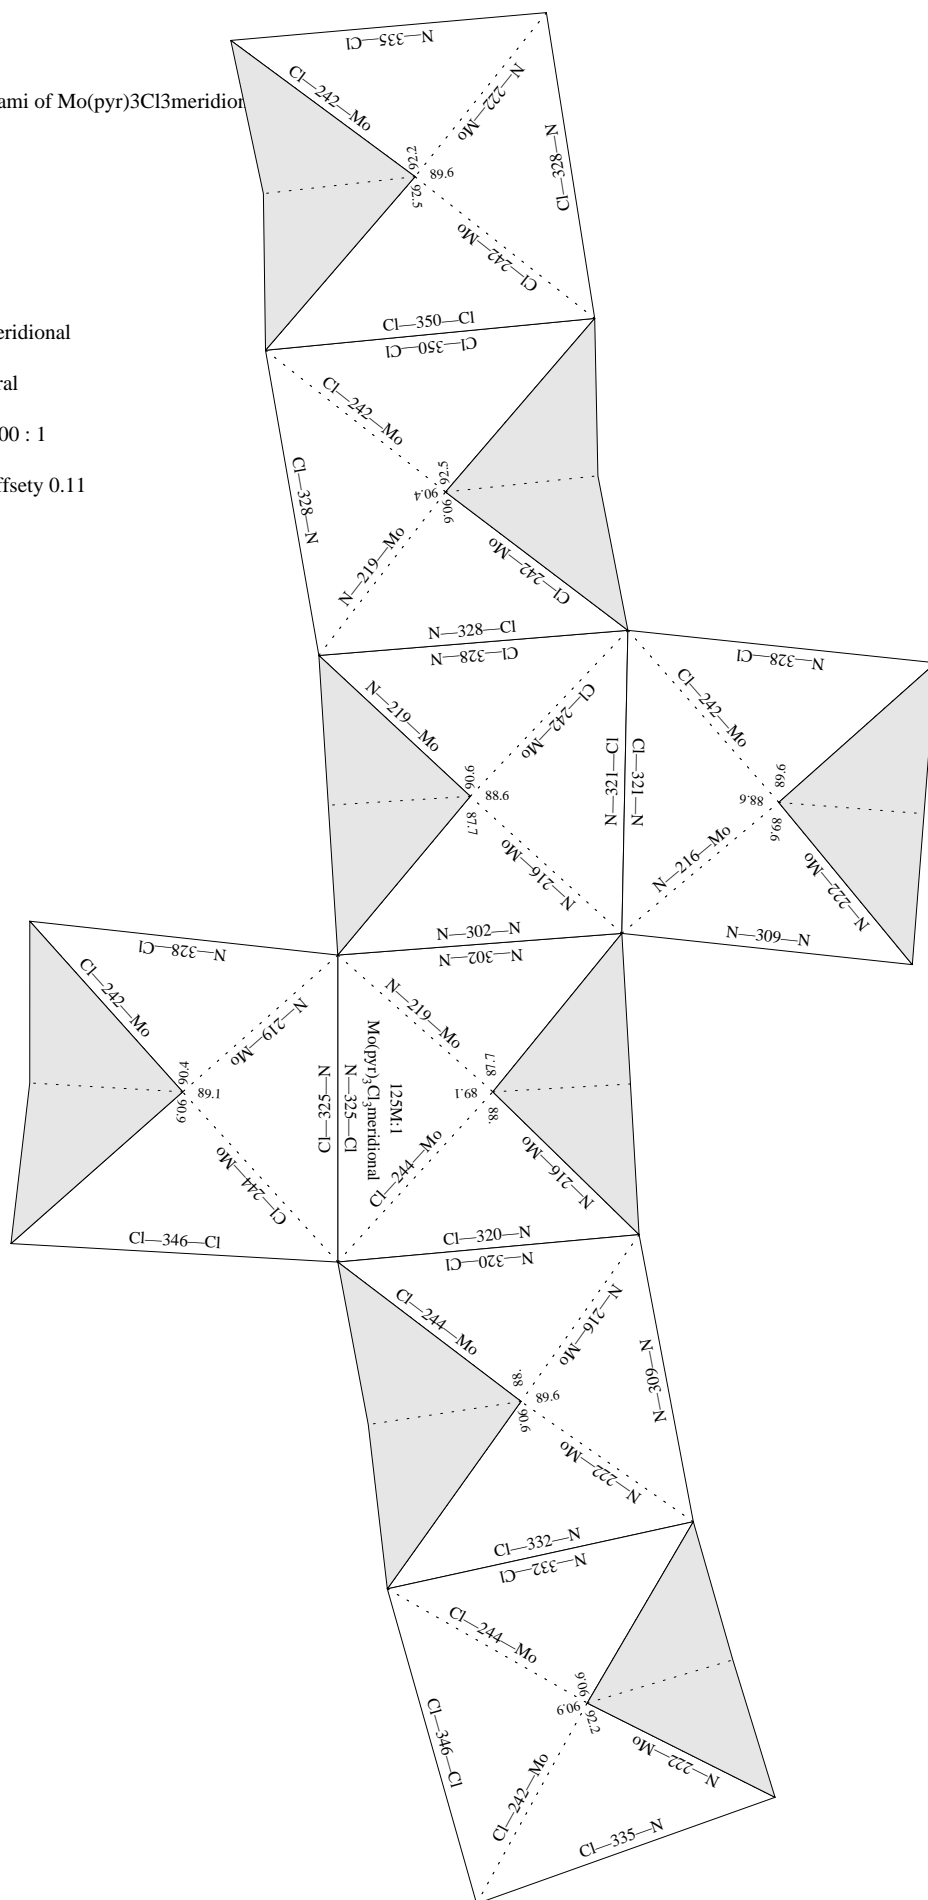 N—335—Cl
Cl—242—Mo
N—222—Mo
ami of Mo(pyr)3Cl3meridion
Cl—328—N
92.2
89.6
92.5
Cl—242—Mo
Cl—350—Cl
eridional
Cl—350—Cl
ral
Cl—242—Mo
00 : 1
Cl—328—N
92.5
90.4
90.6
ffsety 0.11
N—219—Mo
Cl—242—Mo
N—328—Cl
Cl—328—N
N—328—Cl
N—219—Mo
Cl—242—Mo
Cl—242—Mo
N—321—Cl
Cl—321—N
90.6
88.6
87.7
89.6
88.6
89.6
N—216—Mo
N—216—Mo
N—222—Mo
N—302—N
N—309—N
N—302—N
N—328—Cl
Cl—242—Mo
N—219—Mo
N—219—Mo
90.4
89.1
90.9
Cl—325—N
N—325—Cl
Mo(pyr)3Cl3meridional
125M:1
87.7
89.1
88.
Cl—244—Mo
Cl—244—Mo
N—216—Mo
Cl—346—Cl
Cl—320—N
N—320—Cl
Cl—244—Mo
N—216—Mo
N—309—N
88.
89.6
90.6
N—222—Mo
Cl—332—N
N—332—Cl
Cl—244—Mo
90.6
90.9
92.2
Cl—346—Cl
N—222—Mo
Cl—242—Mo
Cl—335—N